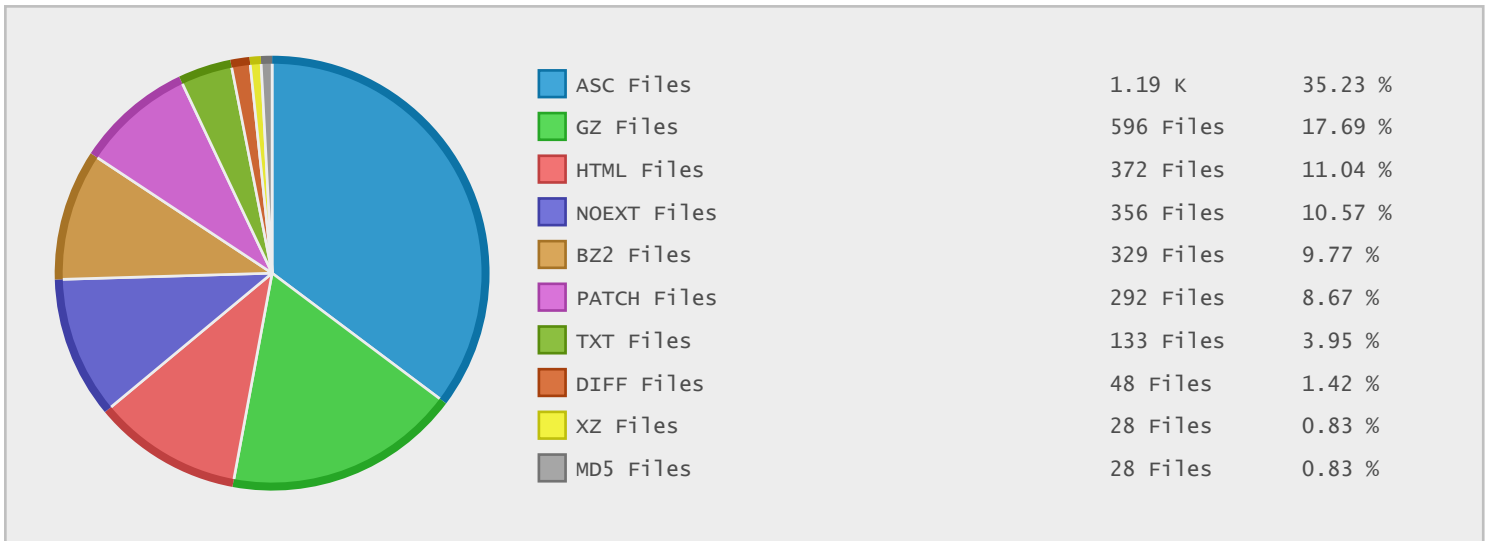 ASC Files 1.19 K 35.23 %
GZ Files 596 Files 17.69 %
HTML Files 372 Files 11.04 %
NOEXT Files 356 Files 10.57 %
BZ2 Files 329 Files 9.77 %
PATCH Files 292 Files 8.67 %
TXT Files 133 Files 3.95 %
DIFF Files 48 Files 1.42 %
XZ Files 28 Files 0.83 %
MD5 Files 28 Files 0.83 %